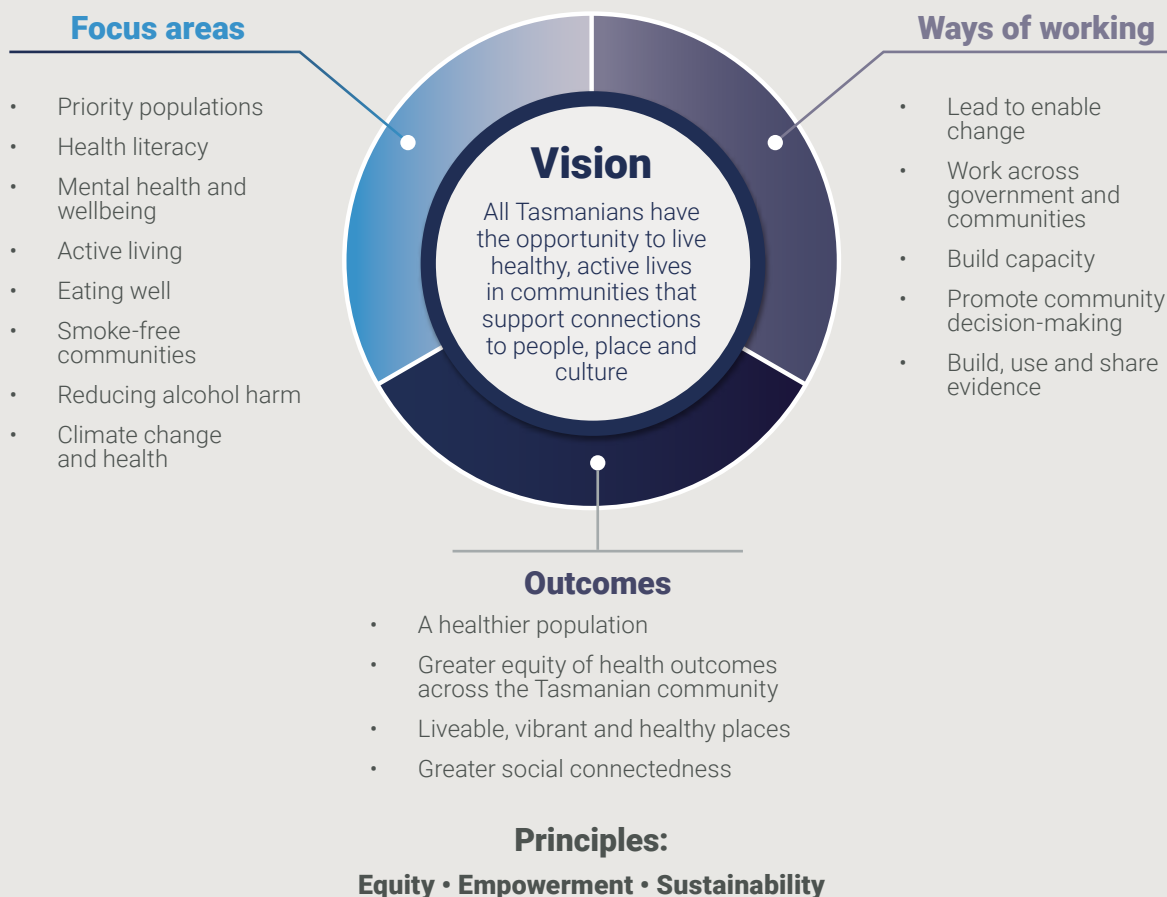 Focus areas
• Priority populations
• Health literacy
• Mental health and
wellbeing
• Active living
• Eating well
• Smoke-free
communities
• Reducing alcohol harm
• Climate change
and health
Vision
All Tasmanians have
the opportunity to live
healthy, active lives
in communities that
support connections
to people, place and
culture
Ways of working
• Lead to enable
change
• Work across
government and
communities
• Build capacity
• Promote community
decision-making
• Build, use and share
evidence
Outcomes
• A healthier population
• Greater equity of health outcomes
across the Tasmanian community
• Liveable, vibrant and healthy places
• Greater social connectedness
Principles:
Equity • Empowerment • Sustainability